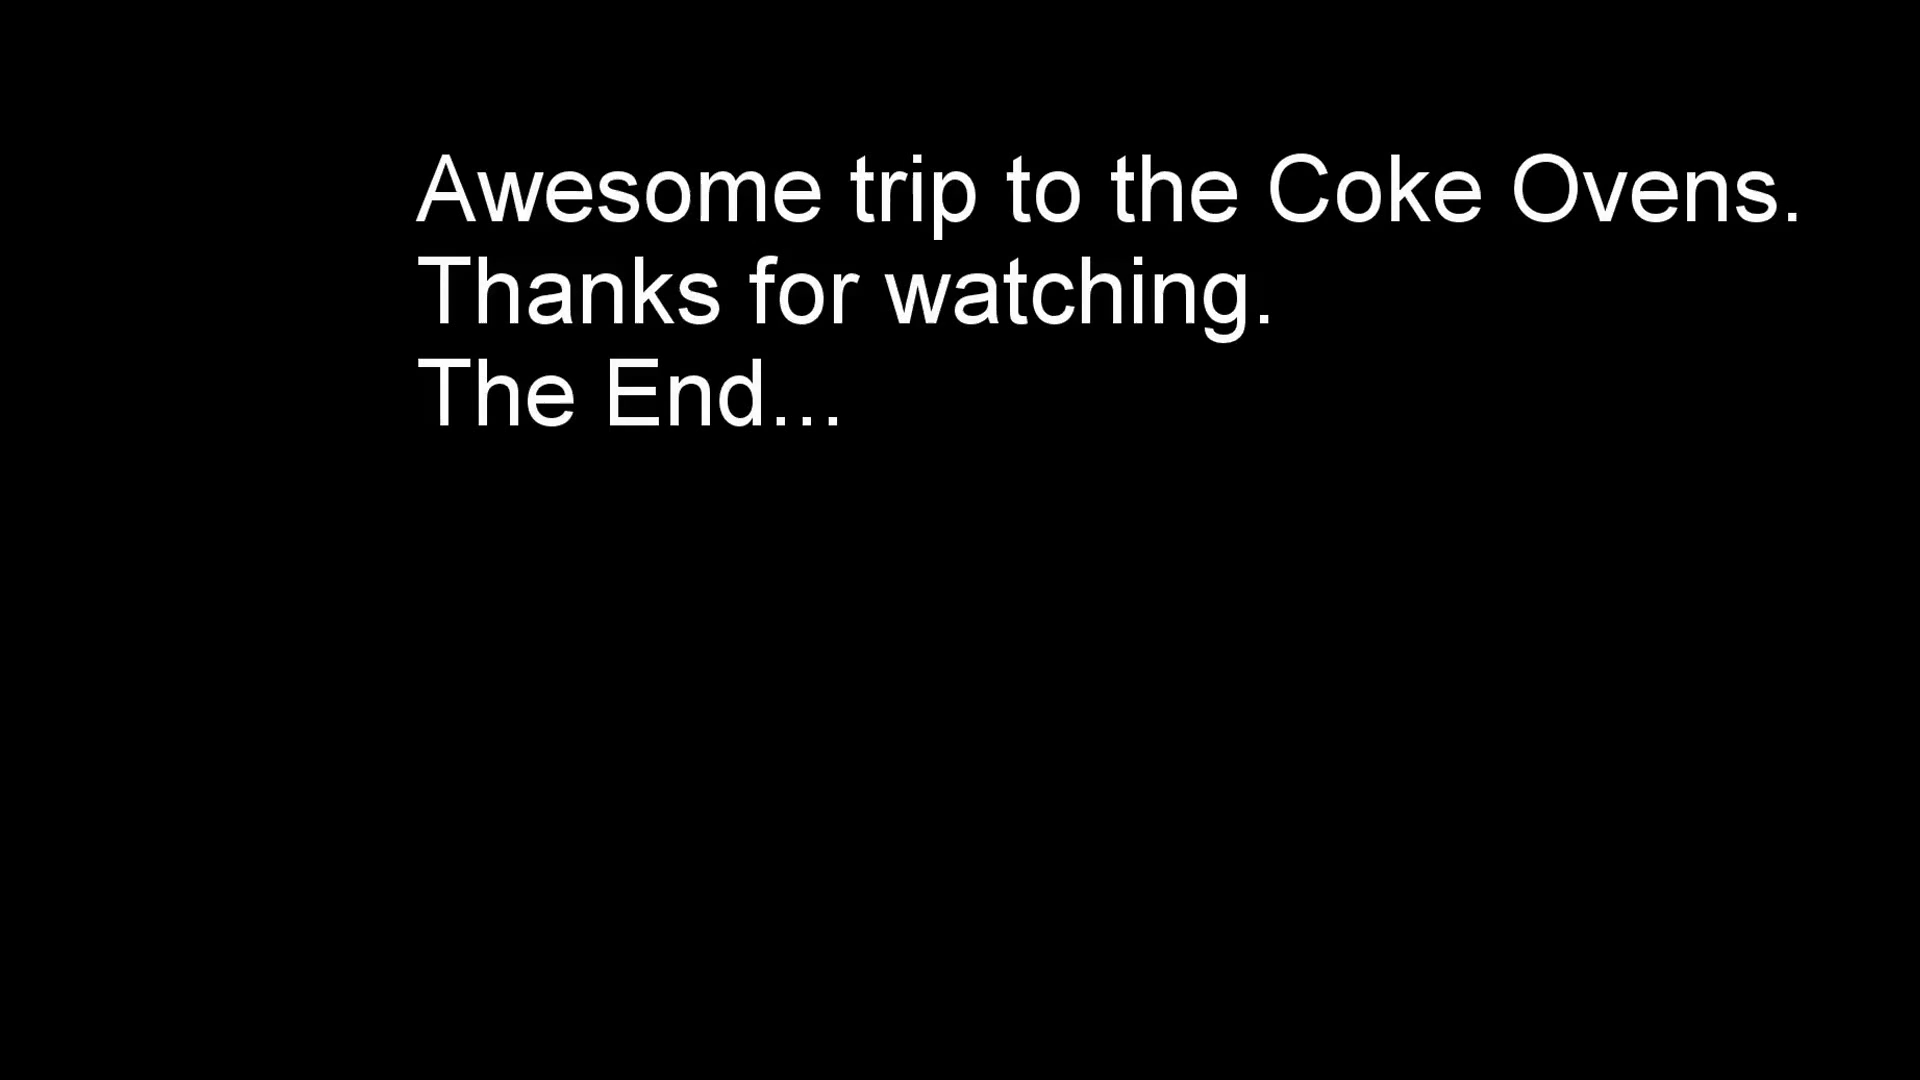 Awesome trip to the Coke Ovens.
Thanks for watching.
The End...